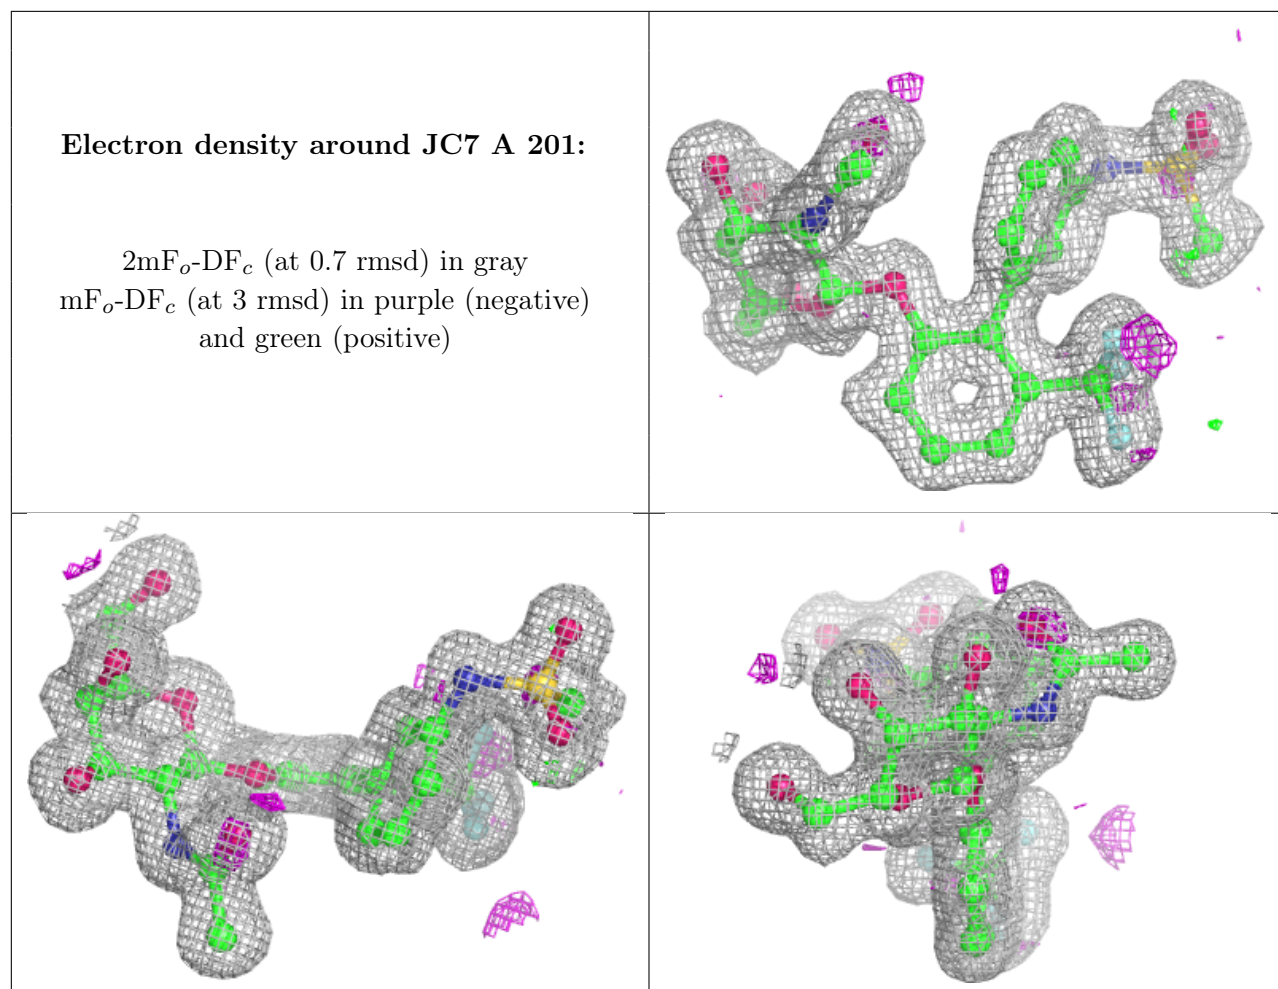 Electron density around JC7 A 201:
2mFo-DFc (at 0.7 rmsd) in gray
mFo-DFc (at 3 rmsd) in purple (negative)
and green (positive)